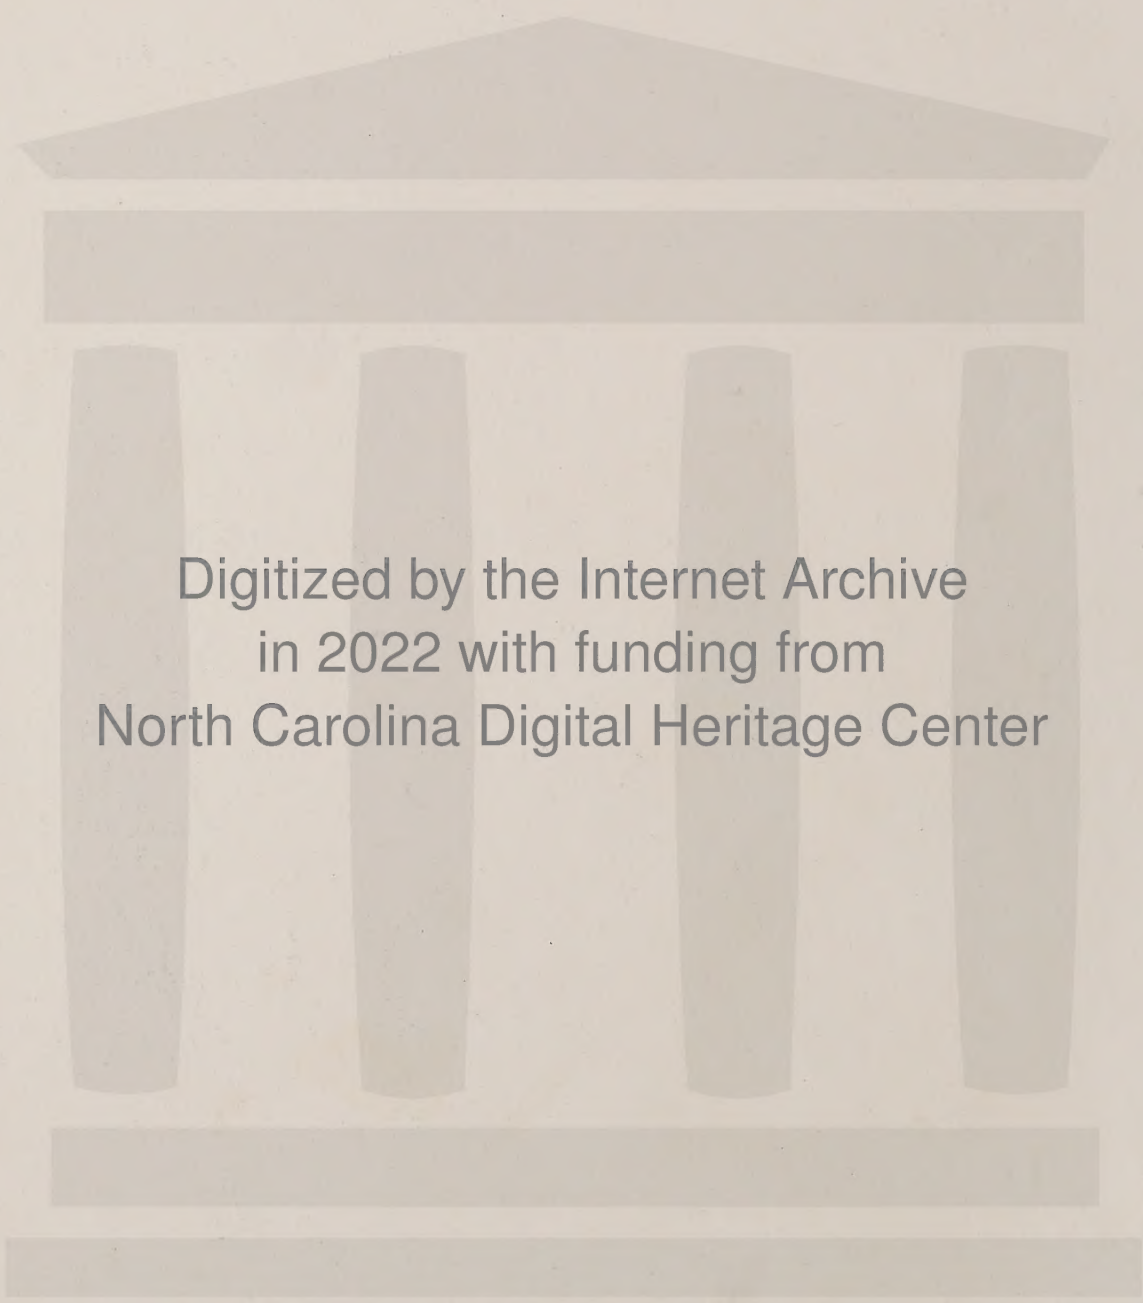 Digitized by the Internet Archive
in 2022 with funding from
North Carolina Digital Heritage Center